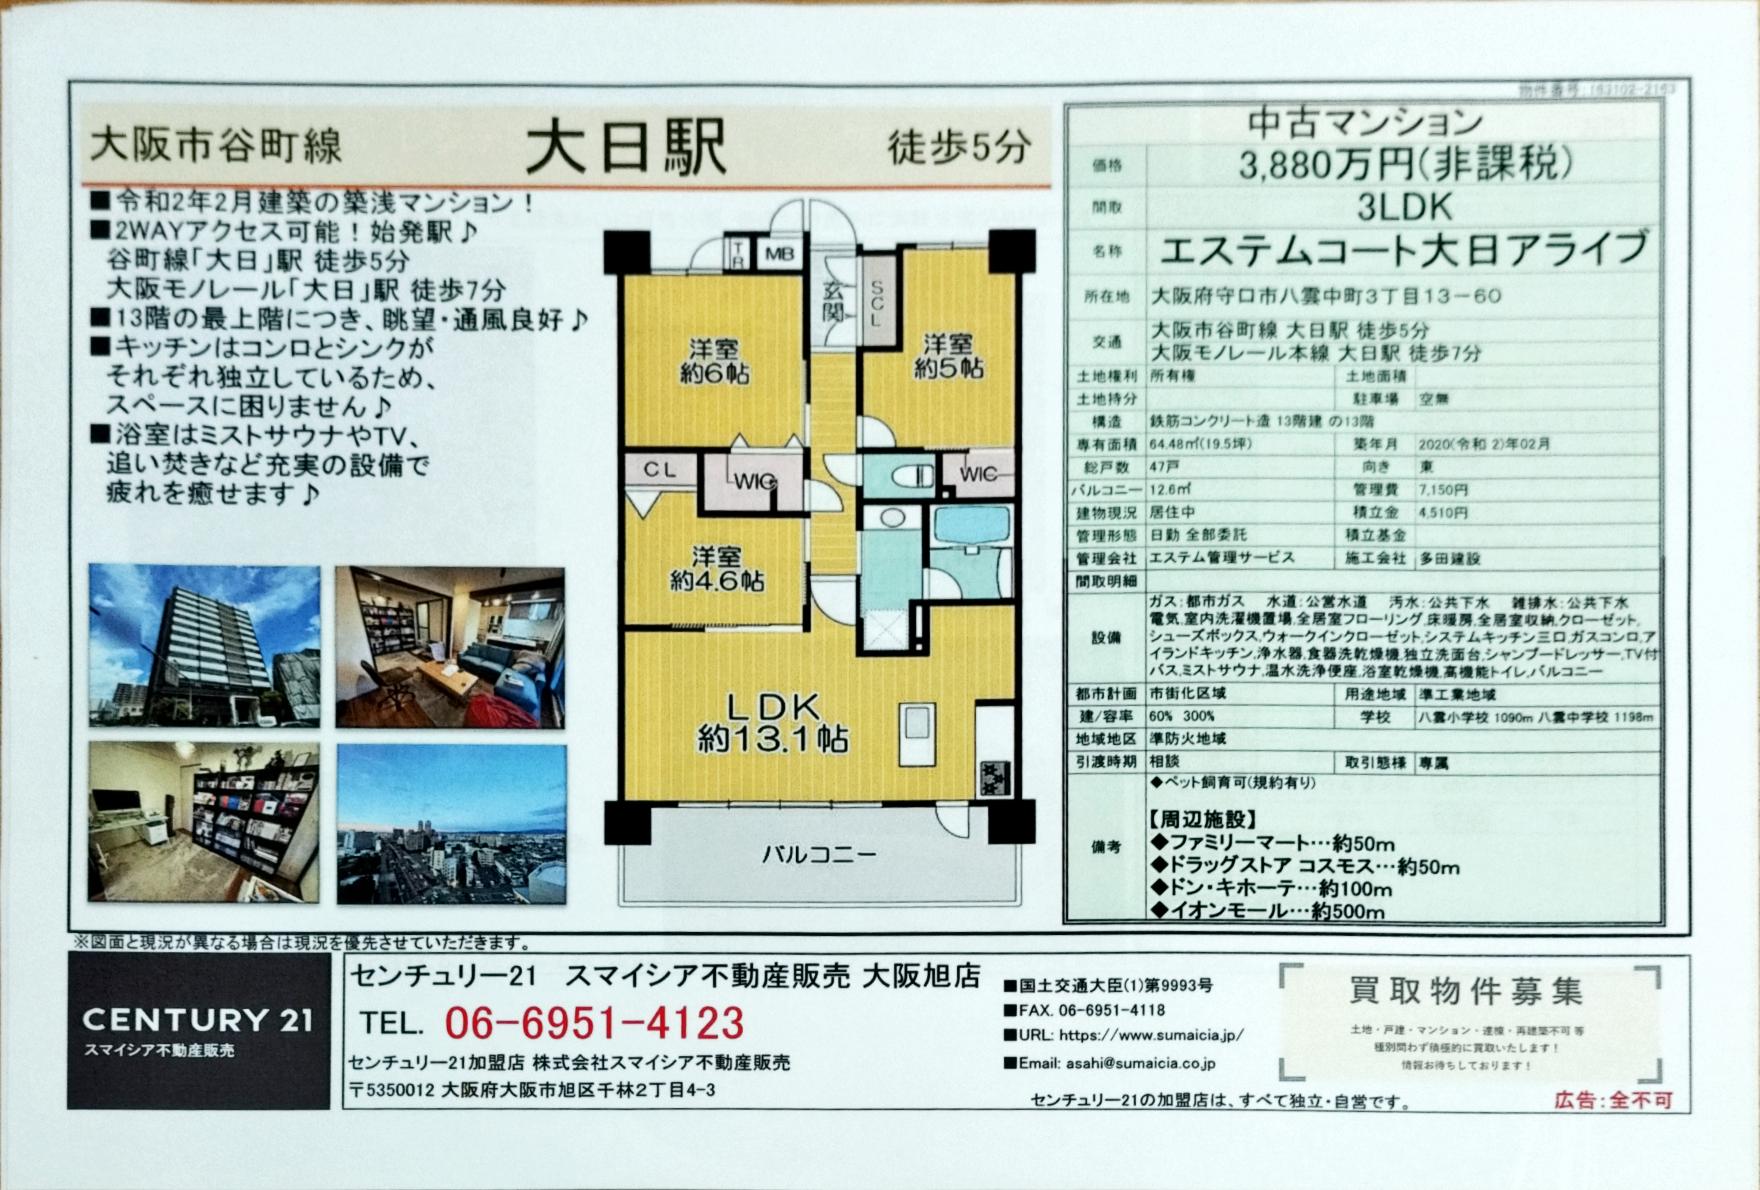 物件番号:163102-2163
大阪市谷町線 大日駅 徒歩5分
■令和2年2月建築の築浅マンション！
■2WAYアクセス可能！始発駅♪
谷町線「大日」駅 徒歩5分
大阪モノレール「大日」駅 徒歩7分
■13階の最上階につき、眺望・通風良好♪
■キッチンはコンロとシンクが
それぞれ独立しているため、
スペースに困りません♪
■浴室はミストサウナやTV、
追い焚きなど充実の設備で
疲れを癒せます♪
TR
MB
玄関
SCL
洋室
約6帖
洋室
約5帖
CL
WIC
WIC
洋室
約4.6帖
LDK
約13.1帖
バルコニー
中古マンション
価格 3,880万円(非課税)
間取 3LDK
名称 エステムコート大日アライブ
所在地 大阪府守口市八雲中町3丁目13－60
交通 大阪市谷町線 大日駅 徒歩5分
大阪モノレール本線 大日駅 徒歩7分
土地権利 所有権 土地面積
土地持分 駐車場 空無
構造 鉄筋コンクリート造 13階建 の13階
専有面積 64.48㎡(19.5坪) 築年月 2020(令和 2)年02月
総戸数 47戸 向き 東
バルコニー 12.6㎡ 管理費 7,150円
建物現況 居住中 積立金 4,510円
管理形態 日勤 全部委託 積立基金
管理会社 エステム管理サービス 施工会社 多田建設
間取明細
設備 ガス:都市ガス 水道:公営水道 汚水:公共下水 雑排水:公共下水
電気,室内洗濯機置場,全居室フローリング,床暖房,全居室収納,クローゼット,
シューズボックス,ウォークインクローゼット,システムキッチン三口,ガスコンロ,ア
イランドキッチン,浄水器,食器洗乾燥機,独立洗面台,シャンプードレッサー,TV付
バス,ミストサウナ,温水洗浄便座,浴室乾燥機,高機能トイレ,バルコニー
都市計画 市街化区域 用途地域 準工業地域
建/容率 60% 300% 学校 八雲小学校 1090m 八雲中学校 1198m
地域地区 準防火地域
引渡時期 相談 取引態様 専属
備考 ◆ペット飼育可(規約有り)
【周辺施設】
◆ファミリーマート…約50m
◆ドラッグストア コスモス…約50m
◆ドン・キホーテ…約100m
◆イオンモール…約500m
※図面と現況が異なる場合は現況を優先させていただきます。
CENTURY 21
スマイシア不動産販売
センチュリー21 スマイシア不動産販売 大阪旭店
TEL. 06-6951-4123
センチュリー21加盟店 株式会社スマイシア不動産販売
〒5350012 大阪府大阪市旭区千林2丁目4-3
■国土交通大臣(1)第9993号
■FAX. 06-6951-4118
■URL: https://www.sumaicia.jp/
■Email: asahi@sumaicia.co.jp
センチュリー21の加盟店は、すべて独立・自営です。
買取物件募集
土地・戸建・マンション・連棟・再建築不可 等
種別問わず積極的に買取いたします！
情報お待ちしております！
広告:全不可